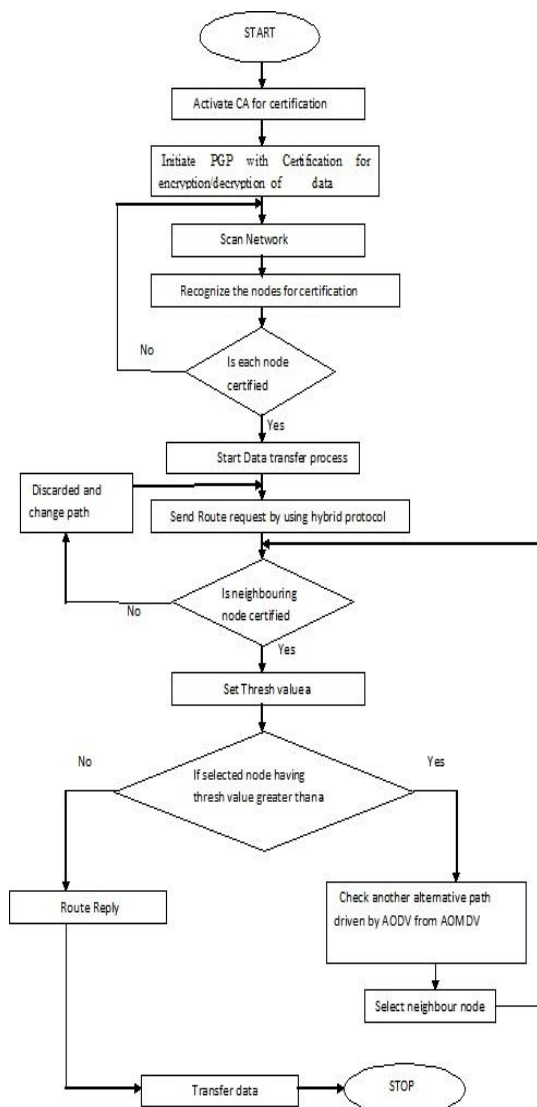 START
Activate CA for certification
Initiate PGP with Certification for
encryption/decryption of data
Scan Network
Recognize the nodes for certification
No
Is each node
certified
Yes
Start Data transfer process
Discarded and
change path
Send Route request by using hybrid protocol
Is neighbouring
node certified
No
Yes
Set Thresh valuea
No
If selected node having
thresh value greater thana
Yes
Route Reply
Check another alternative path
driven by AODV from AOMDV
Select neighbour node
Transfer data
STOP